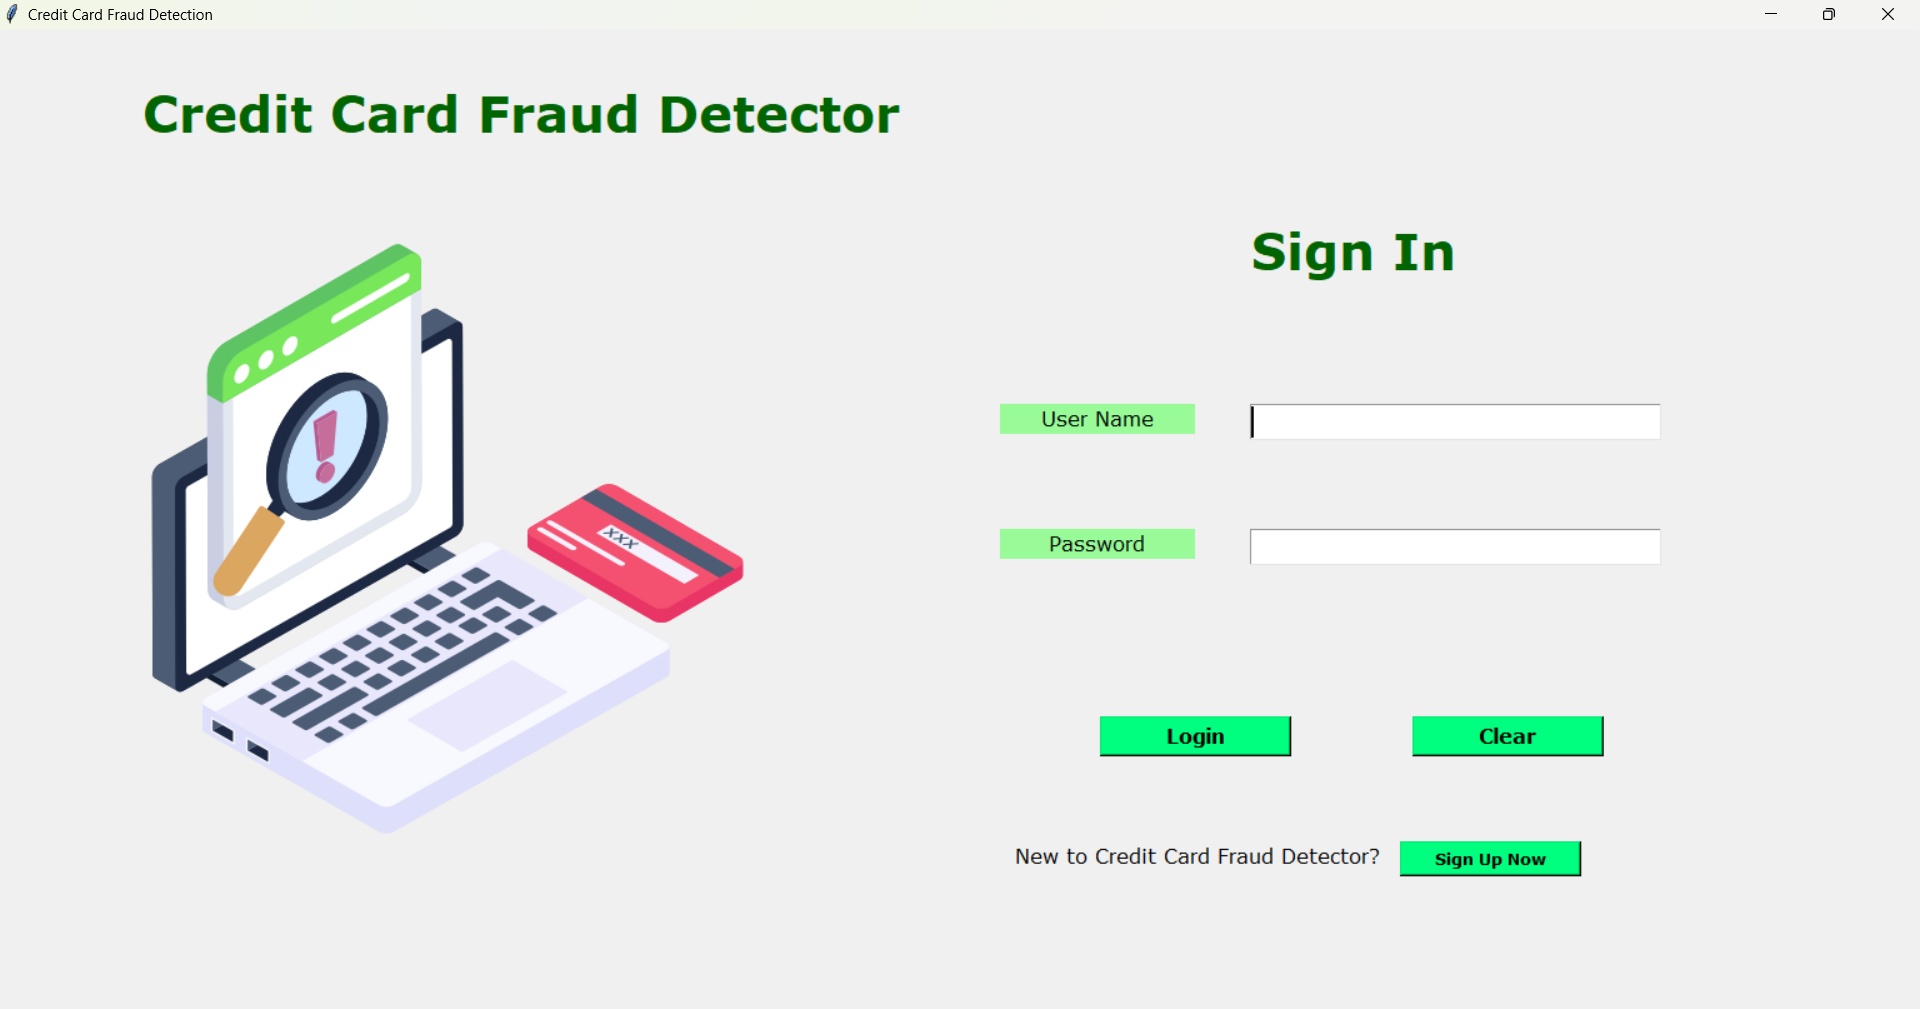 Credit Card Fraud Detection
Credit Card Fraud Detector
Sign In
User Name
Password
Login
Clear
New to Credit Card Fraud Detector?
Sign Up Now
XXX